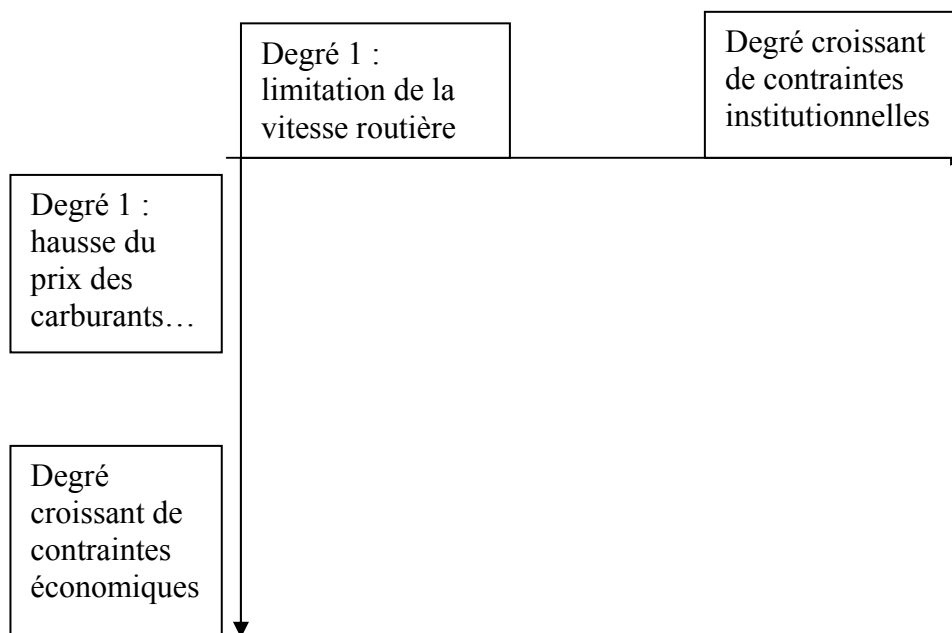 Degré 1 :
limitation de la
vitesse routière
Degré croissant
de contraintes
institutionnelles
Degré 1 :
hausse du
prix des
carburants…
Degré
croissant de
contraintes
économiques